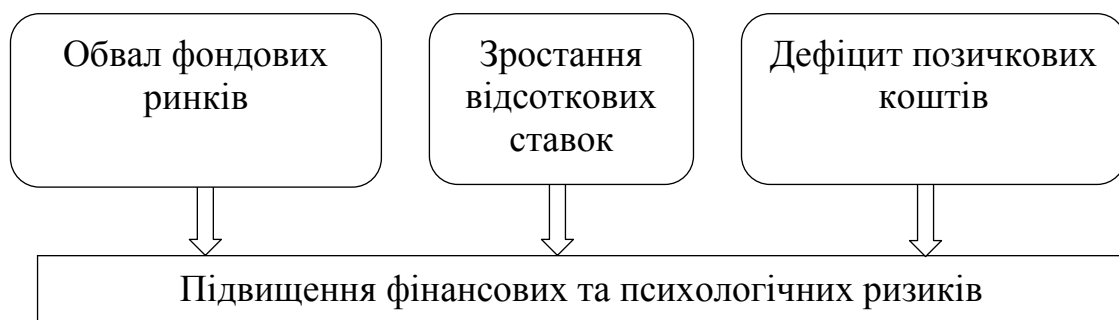 Обвал фондових
ринків
Зростання
відсоткових
ставок
Дефіцит позичкових
коштів
Підвищення фінансових та психологічних ризиків